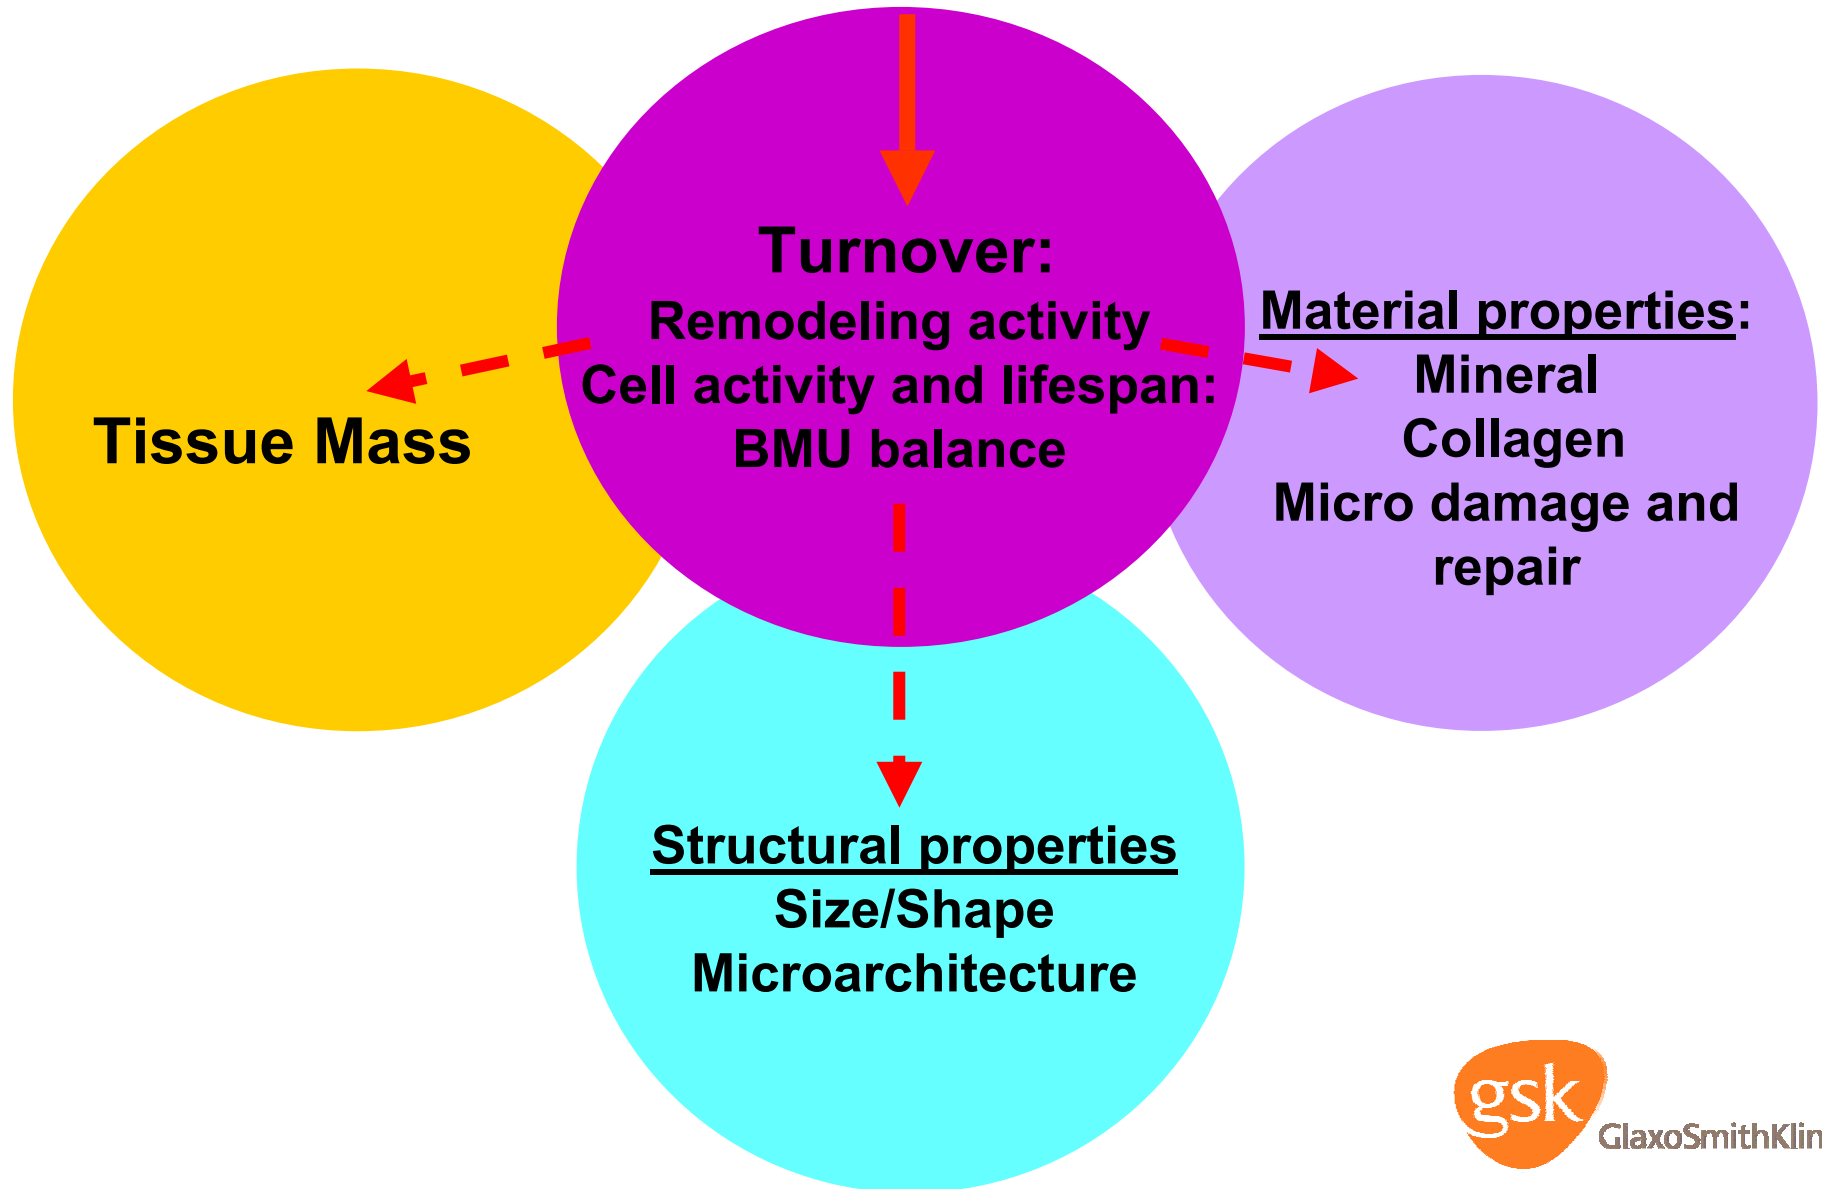 Turnover:
Remodeling activity
Cell activity and lifespan:
BMU balance
Tissue Mass
Material properties:
Mineral
Collagen
Micro damage and
repair
Structural properties
Size/Shape
Microarchitecture
gsk
GlaxoSmithKlin